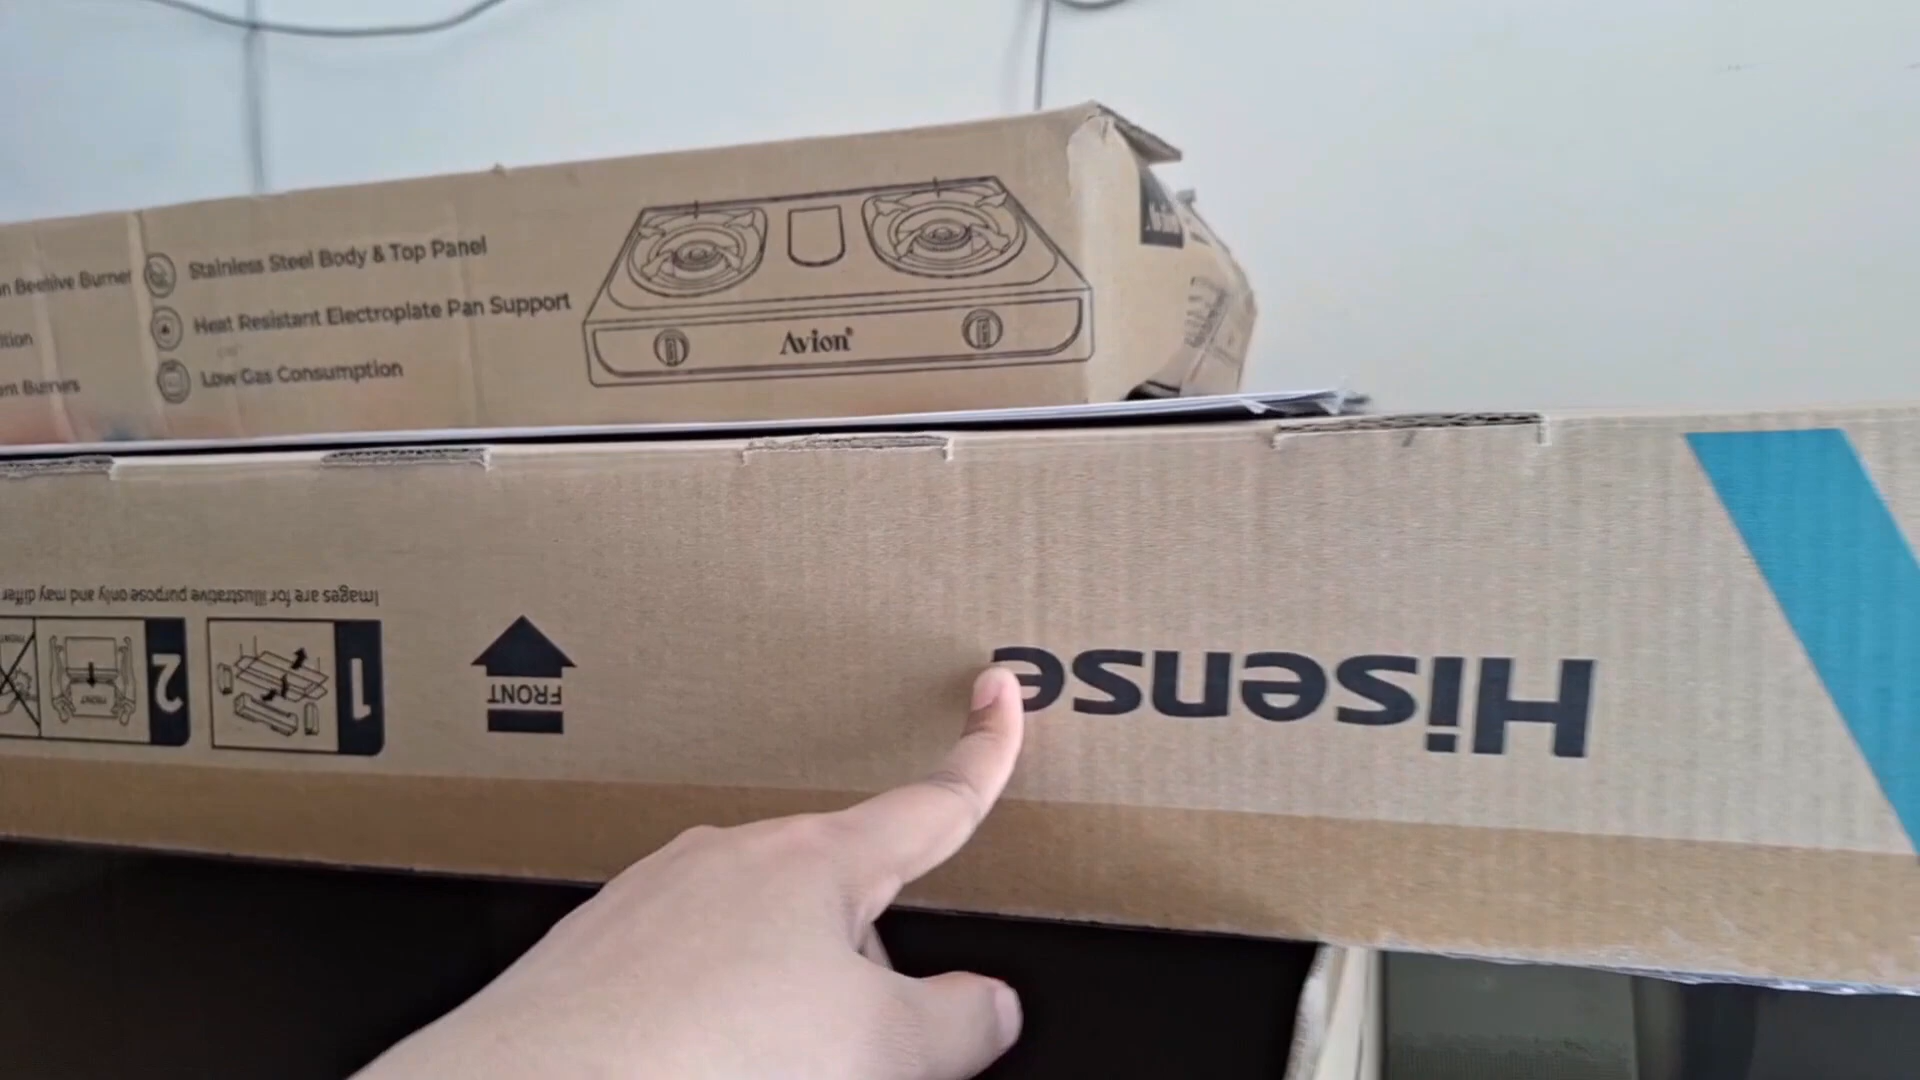 Beehive Burner
Stainless Steel Body & Top Panel
Heat Resistant Electroplate Pan Support
Low Gas Consumption
Burners
Avion®
Avion
Images are for illustrative purpose only and may differ
1
2
FRONT
Hisense